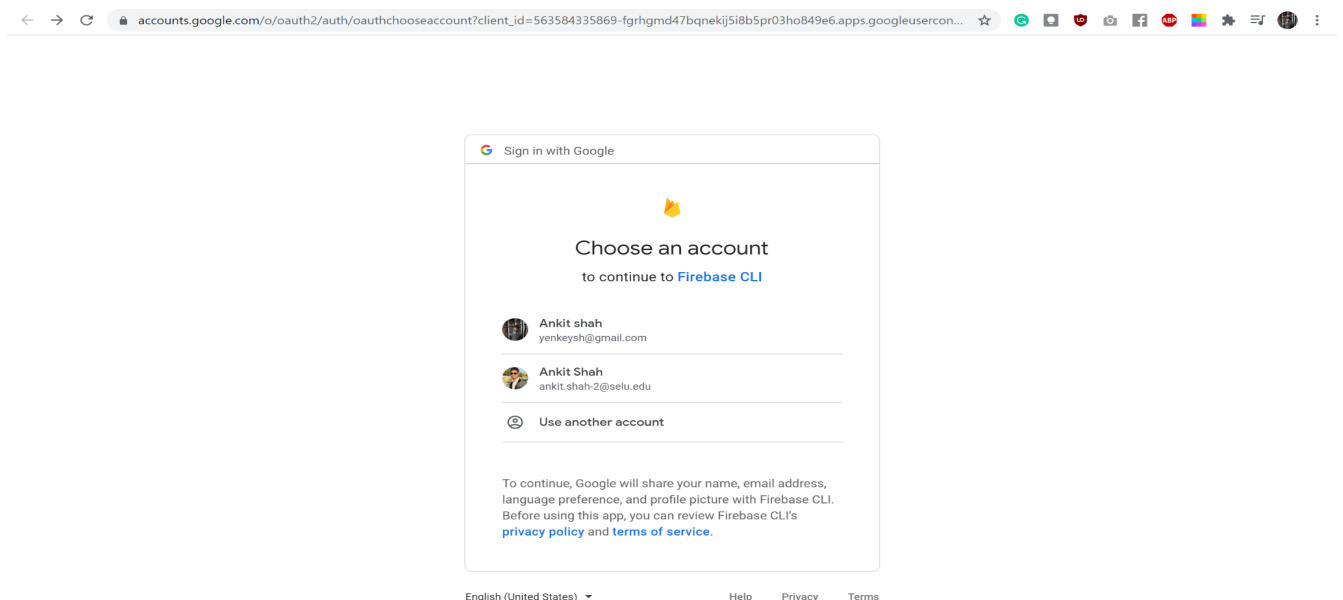 accounts.google.com/o/oauth2/auth/oauthchooseaccount?client_id=563584335869-fgrhgmd47bqnekij5i8b5pr03ho849e6.apps.googleusercon...
Sign in with Google
Choose an account
to continue to Firebase CLI
Ankit shah
yenkeysh@gmail.com
Ankit Shah
ankit.shah-2@selu.edu
Use another account
To continue, Google will share your name, email address,
language preference, and profile picture with Firebase CLI.
Before using this app, you can review Firebase CLI's
privacy policy and terms of service.
English (United States) Help Privacy Terms